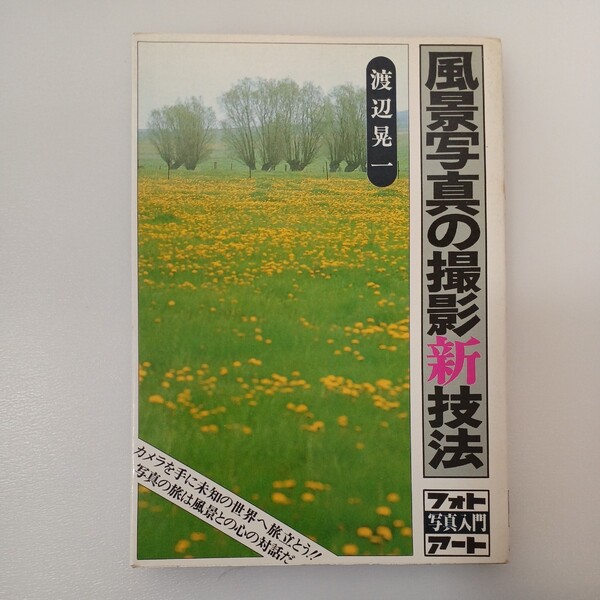 風景写真の撮影新技法
渡辺晃一
カメラを手に未知の世界へ旅立とう!!
写真の旅は風景との心の対話だ
フォト
写真入門
アート